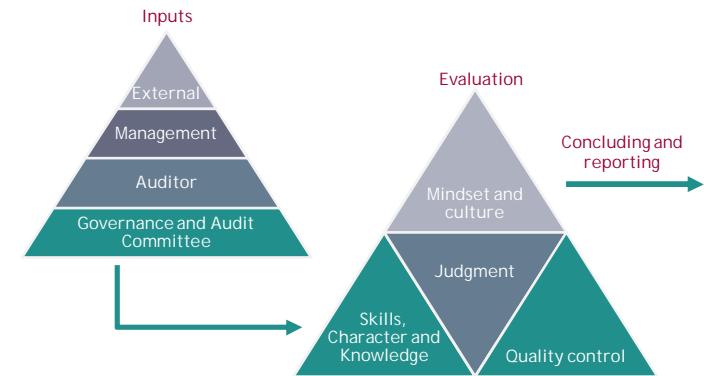 Inputs
External
Management
Auditor
Governance and Audit
Committee
Evaluation
Mindset and
culture
Judgment
Skills,
Character and
Knowledge
Quality control
Concluding and
reporting